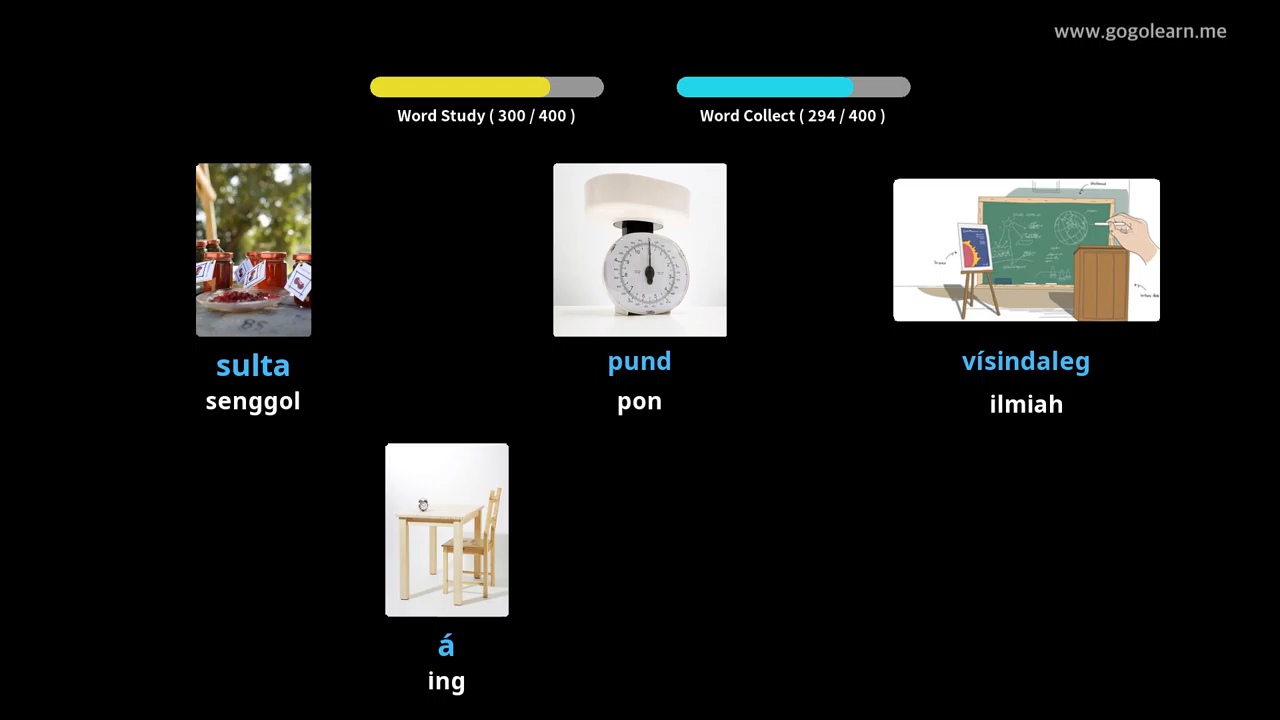 www.gogolearn.me
Word Study ( 300 / 400 )
Word Collect ( 294 / 400 )
sulta
senggol
pund
pon
vísindaleg
ilmiah
á
ing